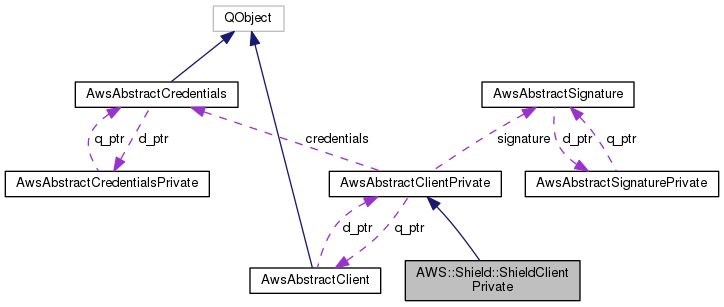 QObject
AwsAbstractCredentials
AwsAbstractSignature
q_ptr
d_ptr
credentials
signature
d_ptr
q_ptr
AwsAbstractCredentialsPrivate
AwsAbstractClientPrivate
AwsAbstractSignaturePrivate
d_ptr
q_ptr
AwsAbstractClient
AWS::Shield::ShieldClient
Private